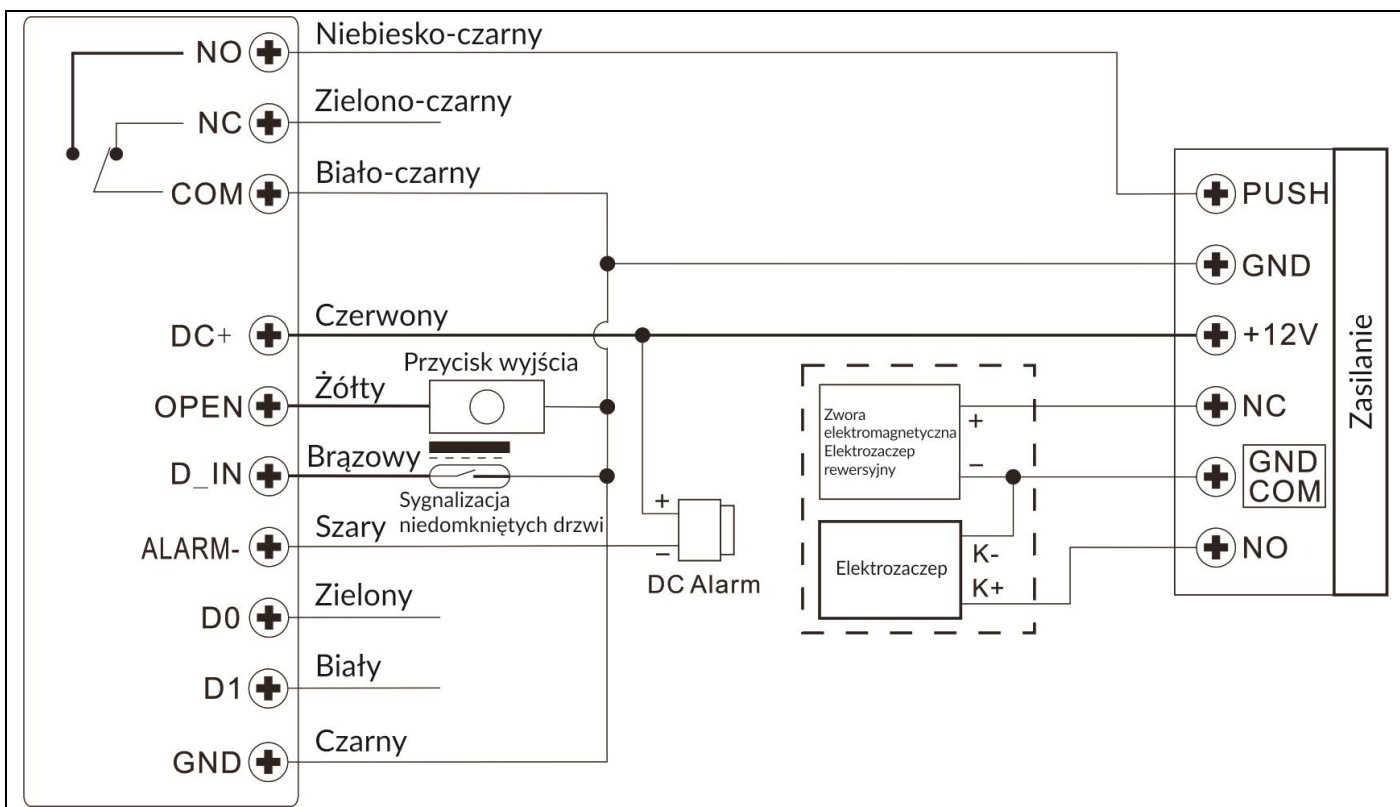 NO
Niebiesko-czarny
NC
Zielono-czarny
COM
Biało-czarny
DC+
Czerwony
OPEN
Żółty
Przycisk wyjścia
D_IN
Brązowy
Sygnalizacja
niedomkniętych drzwi
ALARM-
Szary
+
−
DC Alarm
D0
Zielony
D1
Biały
GND
Czarny
Zwora
elektromagnetyczna
Elektrozaczep
rewersyjny
+
−
Elektrozaczep
K-
K+
PUSH
GND
+12V
NC
GND
COM
NO
Zasilanie